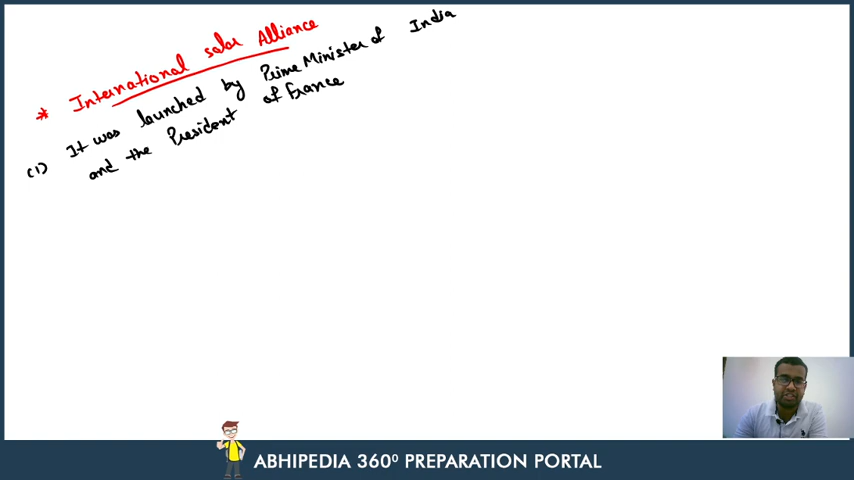 * International solar Alliance
(1) It was launched by Prime Minister of India
and the President of France
ABHIPEDIA 360⁰ PREPARATION PORTAL